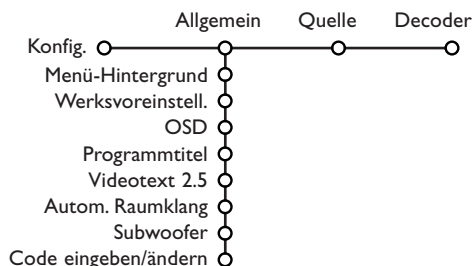 Allgemein Quelle Decoder
Konfig.
Menü-Hintergrund
Werksvoreinstell.
OSD
Programmtitel
Videotext 2.5
Autom. Raumklang
Subwoofer
Code eingeben/ändern